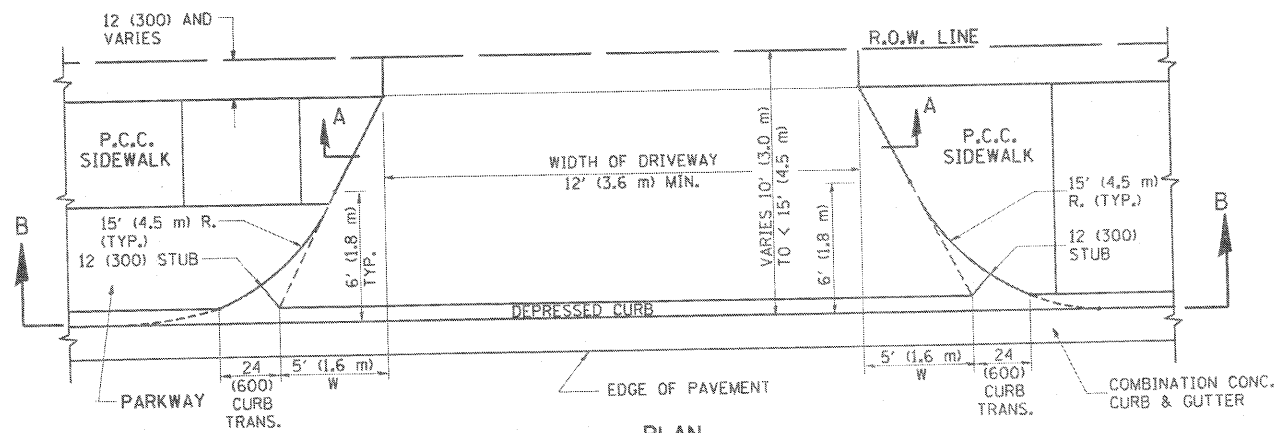 12 (300) AND
VARIES
R.O.W. LINE
A
A
P.C.C.
SIDEWALK
P.C.C.
SIDEWALK
WIDTH OF DRIVEWAY
12' (3.6 m) MIN.
VARIES 10' (3.0 m)
TO < 15' (4.5 m)
15' (4.5 m)
R. (TYP.)
B
B
15' (4.5 m) R.
(TYP.)
12 (300) STUB
6' (1.8 m)
TYP.
6' (1.8 m)
12 (300)
STUB
DEPRESSED CURB
24
(600)
CURB
TRANS.
5' (1.6 m)
W
5' (1.6 m)
W
24
(600)
CURB
TRANS.
PARKWAY
EDGE OF PAVEMENT
COMBINATION CONC.
CURB & GUTTER
PLAN